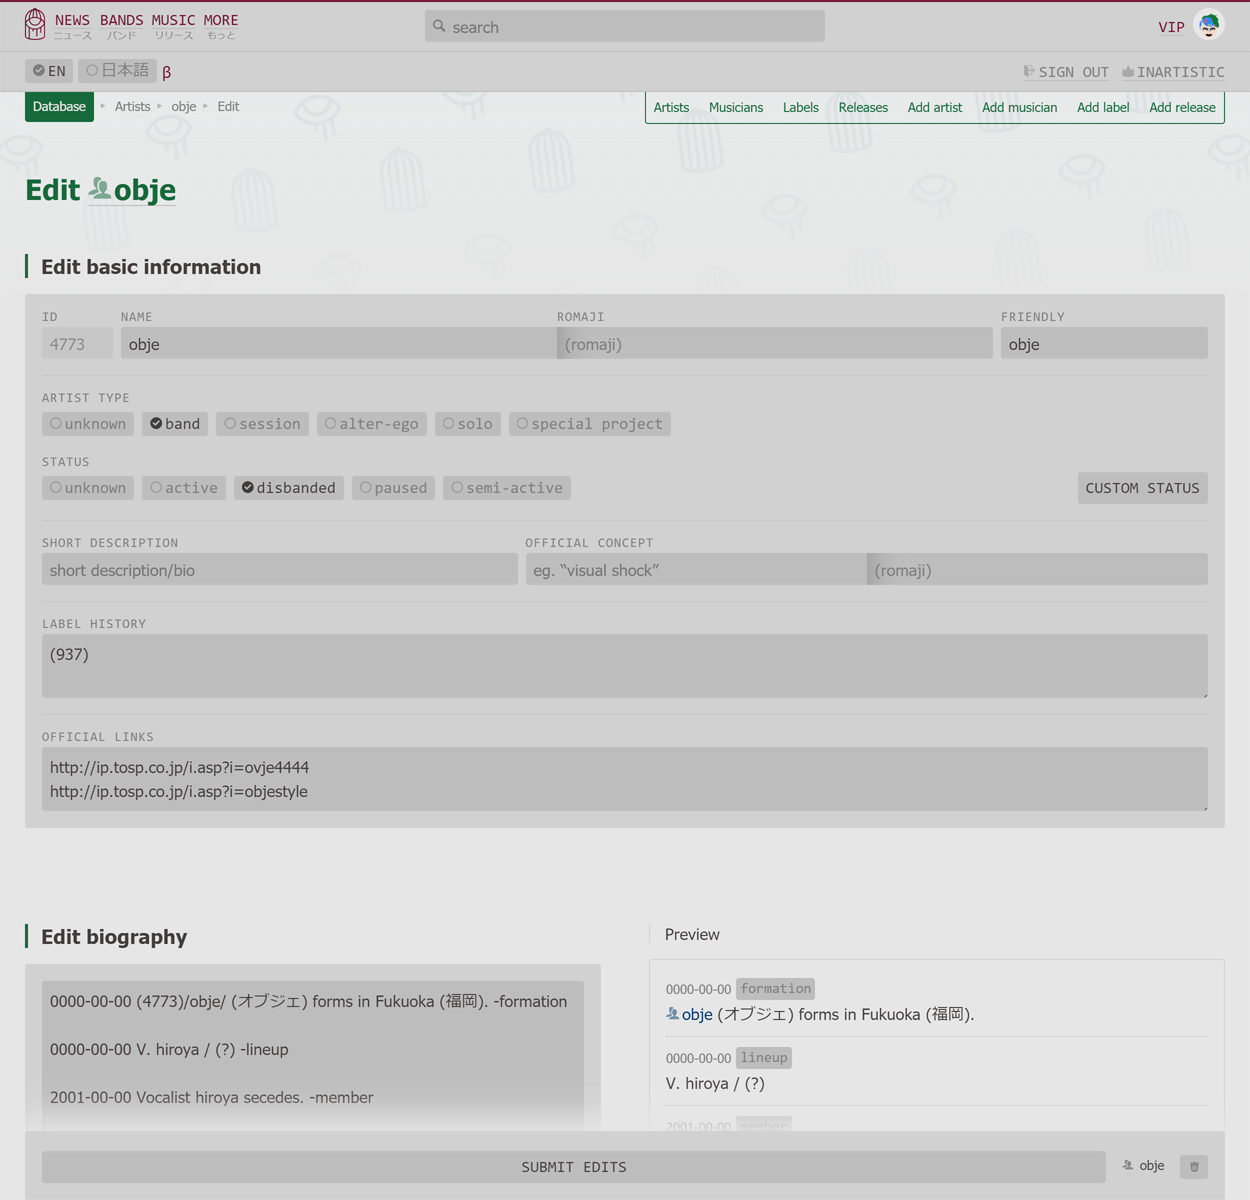 NEWS BANDS MUSIC MORE
ニュース バンド リリース もっと
search
VIP
EN 日本語 β
SIGN OUT INARTISTIC
Database Artists obje Edit
Artists Musicians Labels Releases Add artist Add musician Add label Add release
Edit obje
Edit basic information
ID NAME ROMAJI FRIENDLY
4773 obje (romaji) obje
ARTIST TYPE
unknown band session alter-ego solo special project
STATUS
unknown active disbanded paused semi-active CUSTOM STATUS
SHORT DESCRIPTION OFFICIAL CONCEPT
short description/bio eg. “visual shock” (romaji)
LABEL HISTORY
(937)
OFFICIAL LINKS
http://ip.tosp.co.jp/i.asp?i=ovje4444
http://ip.tosp.co.jp/i.asp?i=objestyle
Edit biography
0000-00-00 (4773)/obje/ (オブジェ) forms in Fukuoka (福岡). -formation
0000-00-00 V. hiroya / (?) -lineup
2001-00-00 Vocalist hiroya secedes. -member
Preview
0000-00-00 formation
obje (オブジェ) forms in Fukuoka (福岡).
0000-00-00 lineup
V. hiroya / (?)
2001-00-00 member
SUBMIT EDITS obje